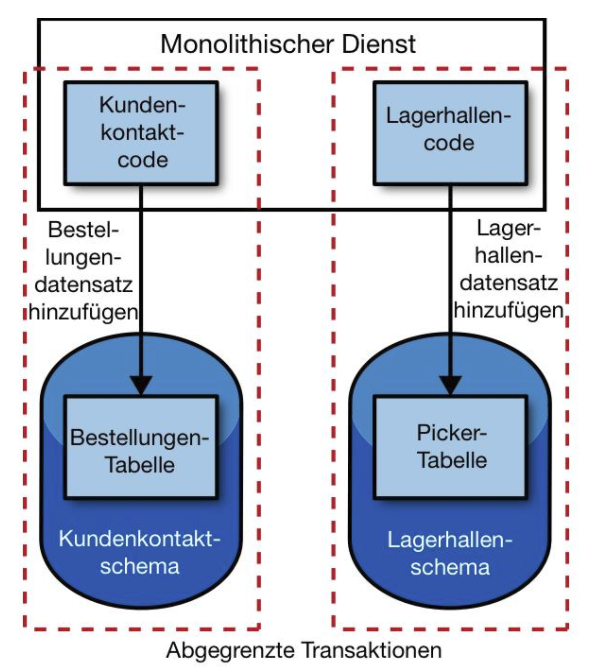 Monolithischer Dienst
Kunden-
kontakt-
code
Lagerhallen-
code
Bestel-
lungen-
datensatz
hinzufügen
Lager-
hallen-
datensatz
hinzufügen
Bestellungen-
Tabelle
Picker-
Tabelle
Kundenkontakt-
schema
Lagerhallen-
schema
Abgegrenzte Transaktionen